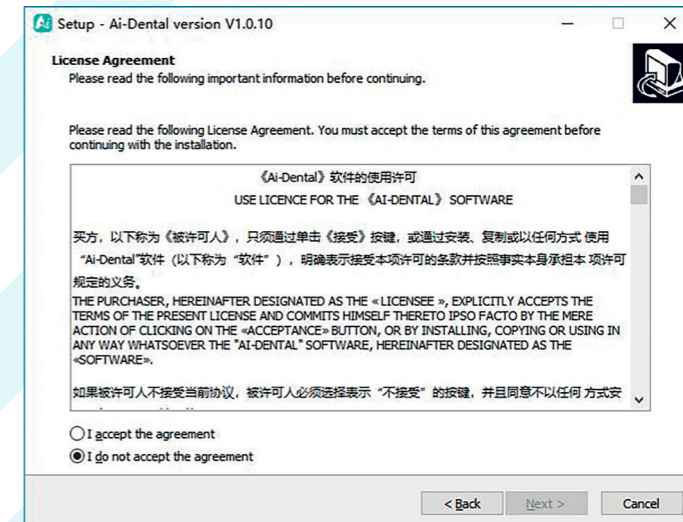 Setup - Ai-Dental version V1.0.10
License Agreement
Please read the following important information before continuing.
Please read the following License Agreement. You must accept the terms of this agreement before
continuing with the installation.
《Ai-Dental》软件的使用许可
USE LICENCE FOR THE 《AI-DENTAL》 SOFTWARE
买方，以下称为《被许可人》，只须通过单击《接受》按键，或通过安装、复制或以任何方式 使用
“Ai-Dental”软件（以下称为“软件”），明确表示接受本项许可的条款并按照事实本身承担本 项许可
规定的义务。
THE PURCHASER, HEREINAFTER DESIGNATED AS THE «LICENSEE », EXPLICITLY ACCEPTS THE
TERMS OF THE PRESENT LICENSE AND COMMITS HIMSELF THERETO IPSO FACTO BY THE MERE
ACTION OF CLICKING ON THE «ACCEPTANCE» BUTTON, OR BY INSTALLING, COPYING OR USING IN
ANY WAY WHATSOEVER THE "AI-DENTAL" SOFTWARE, HEREINAFTER DESIGNATED AS THE
«SOFTWARE».
如果被许可人不接受当前协议，被许可人必须选择表示“不接受”的按键，并且同意不以任何 方式安
I accept the agreement
I do not accept the agreement
< Back Next > Cancel